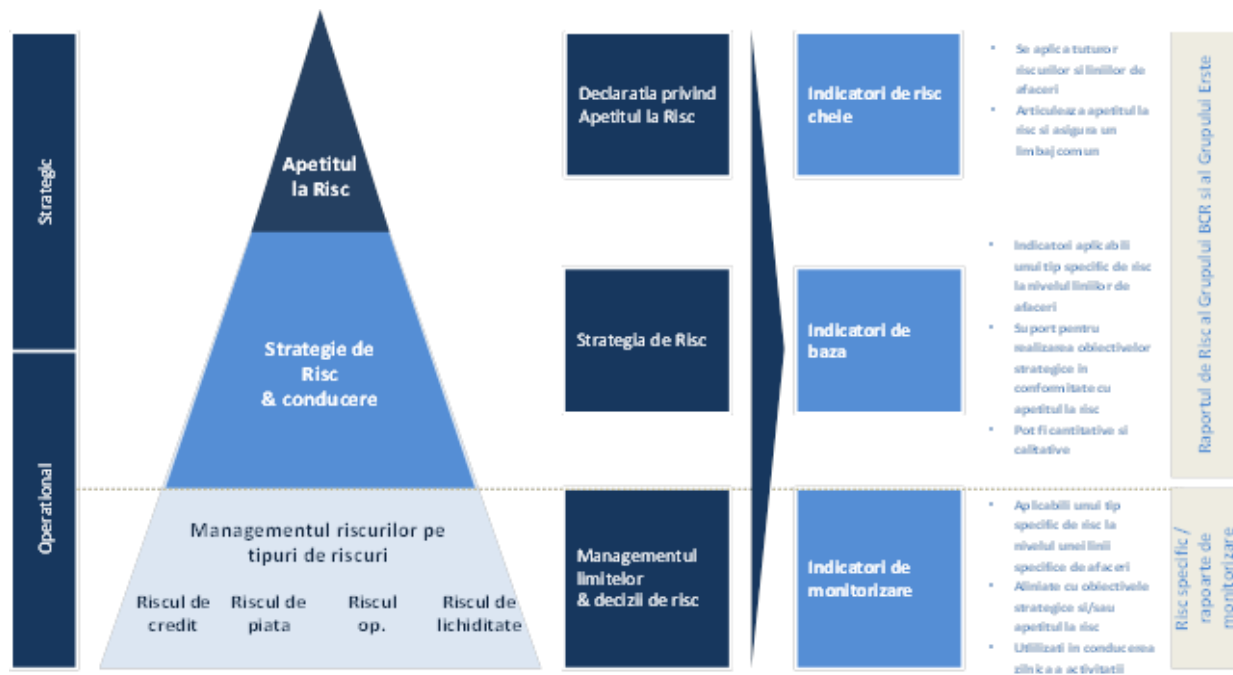 Strategic
Operational
Apetitul
la Risc
Strategie de
Risc
& conducere
Managementul riscurilor pe
tipuri de riscuri
Riscul de
credit
Riscul de
piata
Riscul
op.
Riscul de
lichiditate
Declaratia privind
Apetitul la Risc
Strategia de Risc
Managementul
limitelor
& decizii de risc
Indicatori de risc
cheie
Indicatori de
baza
Indicatori de
monitorizare
• Se aplica tuturor
riscurilor si liniilor de
afaceri
• Articuleaza apetitul la
risc si asigura un
limbaj comun
• Indicatori aplicabili
unui tip specific de risc
la nivelul liniilor de
afaceri
• Suport pentru
realizarea obiectivelor
strategice in
conformitate cu
apetitul la risc
• Pot fi cantitative si
calitative
• Aplicabili unui tip
specific de risc la
nivelul unei linii
specifice de afaceri
• Aliniate cu obiectivele
strategice si/sau
apetitul la risc
• Utilizati in conducerea
zilnica a activitatii
Raportul de Risc al Grupului BCR si al Grupului Erste
Risc specific /
rapoarte de
monitorizare